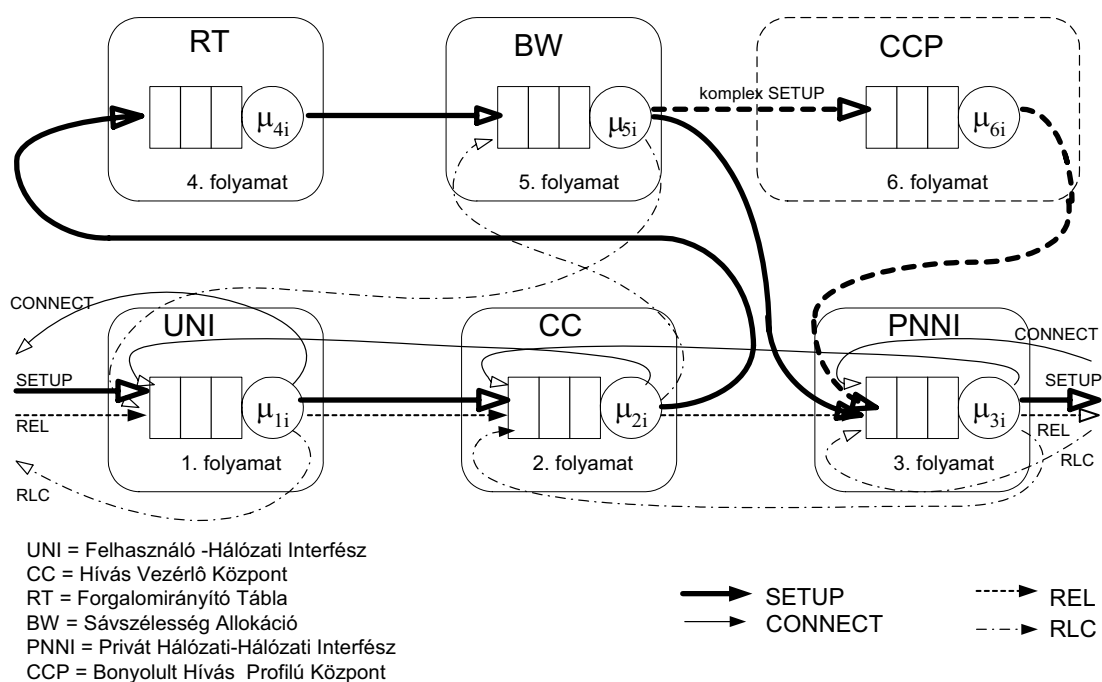 RT
BW
CCP
komplex SETUP
μ4i
μ5i
μ6i
4. folyamat
5. folyamat
6. folyamat
CONNECT
UNI
CC
PNNI
CONNECT
SETUP
SETUP
REL
μ1i
μ2i
μ3i
REL
RLC
1. folyamat
2. folyamat
3. folyamat
RLC
UNI = Felhasználó -Hálózati Interfész
CC = Hívás Vezérlô Központ
RT = Forgalomirányító Tábla
BW = Sávszélesség Allokáció
PNNI = Privát Hálózati-Hálózati Interfész
CCP = Bonyolult Hívás Profilú Központ
SETUP
CONNECT
REL
RLC